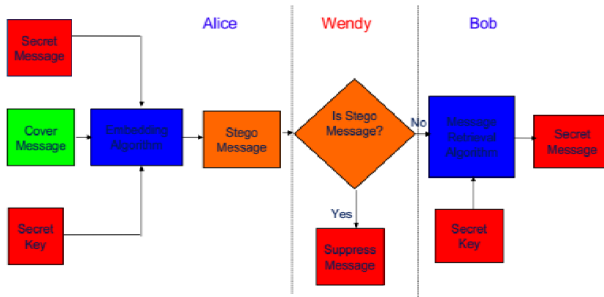 Alice
Wendy
Bob
Secret
Message
Cover
Message
Secret
Key
Embedding
Algorithm
Stego
Message
Is Stego
Message?
No
Yes
Suppress
Message
Message
Retrieval
Algorithm
Secret
Key
Secret
Message